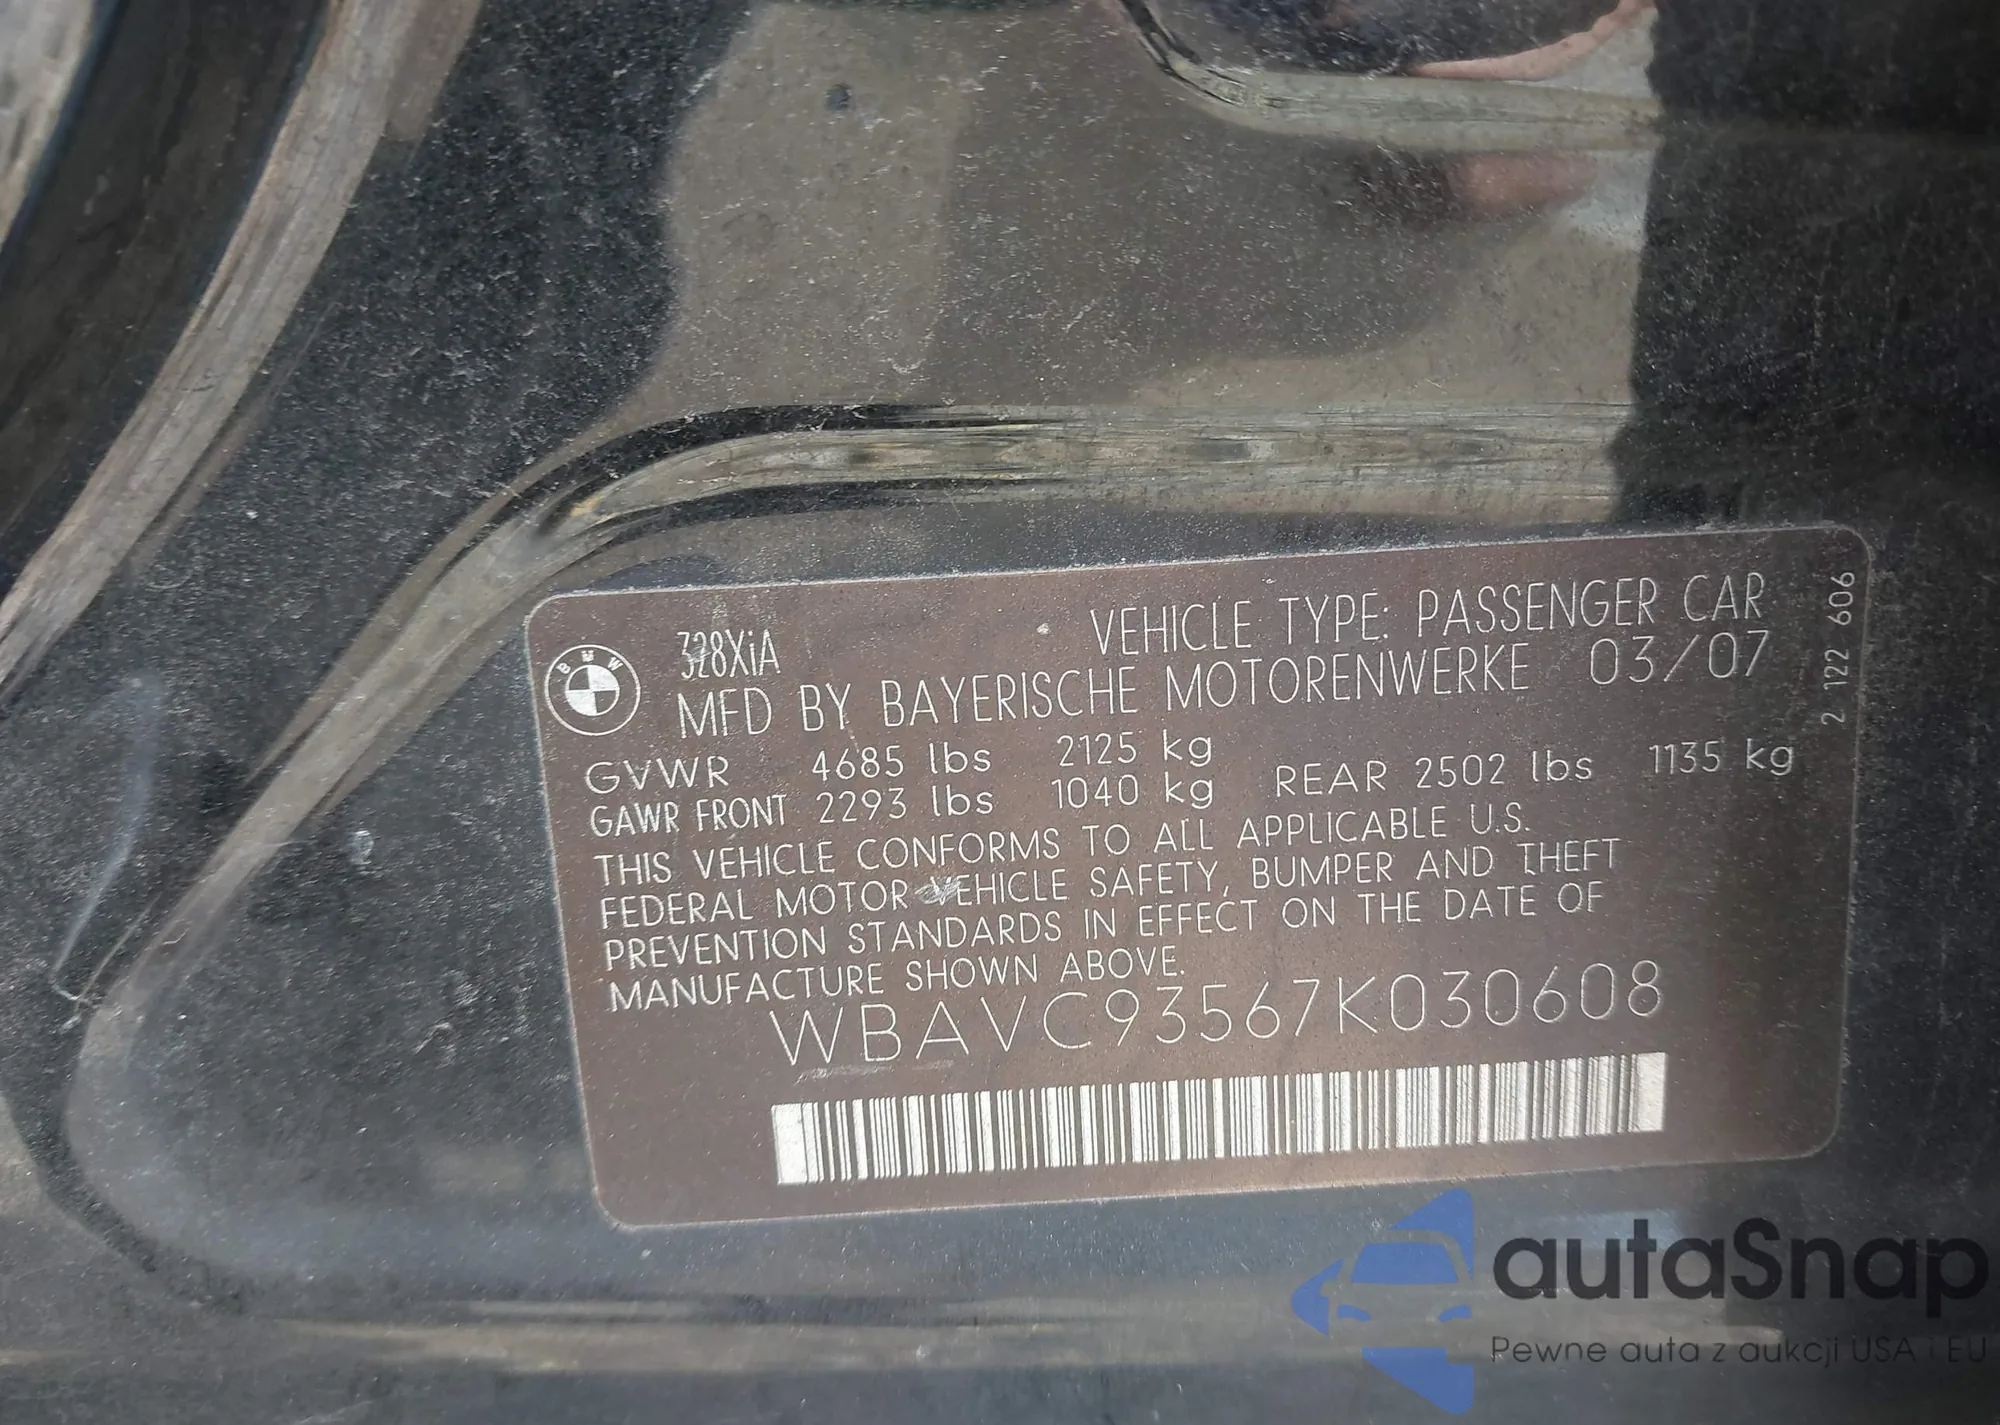 BMW
328XiA
VEHICLE TYPE: PASSENGER CAR
MFD BY BAYERISCHE MOTORENWERKE 03/07
GVWR 4685 lbs 2125 kg
GAWR FRONT 2293 lbs 1040 kg REAR 2502 lbs 1135 kg
THIS VEHICLE CONFORMS TO ALL APPLICABLE U.S.
FEDERAL MOTOR VEHICLE SAFETY, BUMPER AND THEFT
PREVENTION STANDARDS IN EFFECT ON THE DATE OF
MANUFACTURE SHOWN ABOVE.
WBAVC93567K030608
2 122 606
autaSnap
Pewne auta z aukcji USA i EU